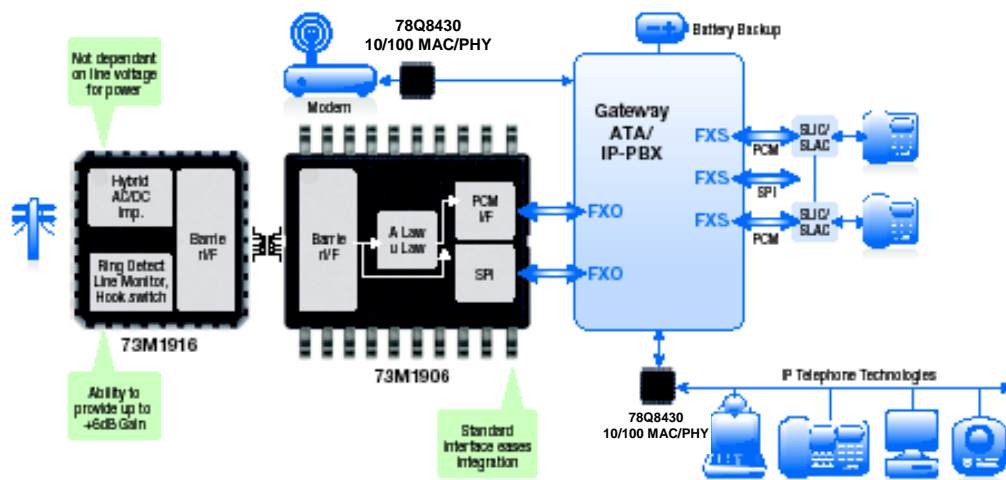 78Q8430
10/100 MAC/PHY
Battery Backup
Not dependant
on line voltage
for power
Modem
Gateway
ATA/
IP-PBX
FXS
PCM
SLIC/
SLAC
FXS
SPI
FXS
PCM
SLIC/
SLAC
Hybrid
AC/DC
Imp.
Barrie
r I/F
Ring Detect
Line Monitor,
Hook switch
73M1916
Barrie
r I/F
A Law
u Law
PCM
I/F
SPI
73M1906
FXO
FXO
Ability to
provide up to
+6dB Gain
Standard
interface eases
integration
IP Telephone Technologies
78Q8430
10/100 MAC/PHY